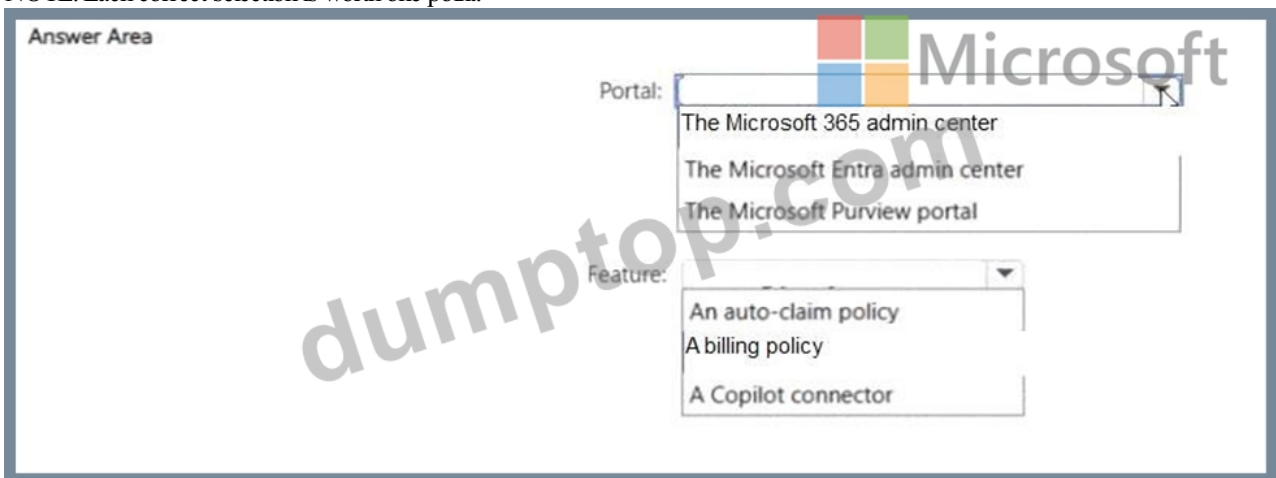 Answer Area
Microsoft
Portal:
The Microsoft 365 admin center
The Microsoft Entra admin center
The Microsoft Purview portal
dumptop.com
Feature:
An auto-claim policy
A billing policy
A Copilot connector